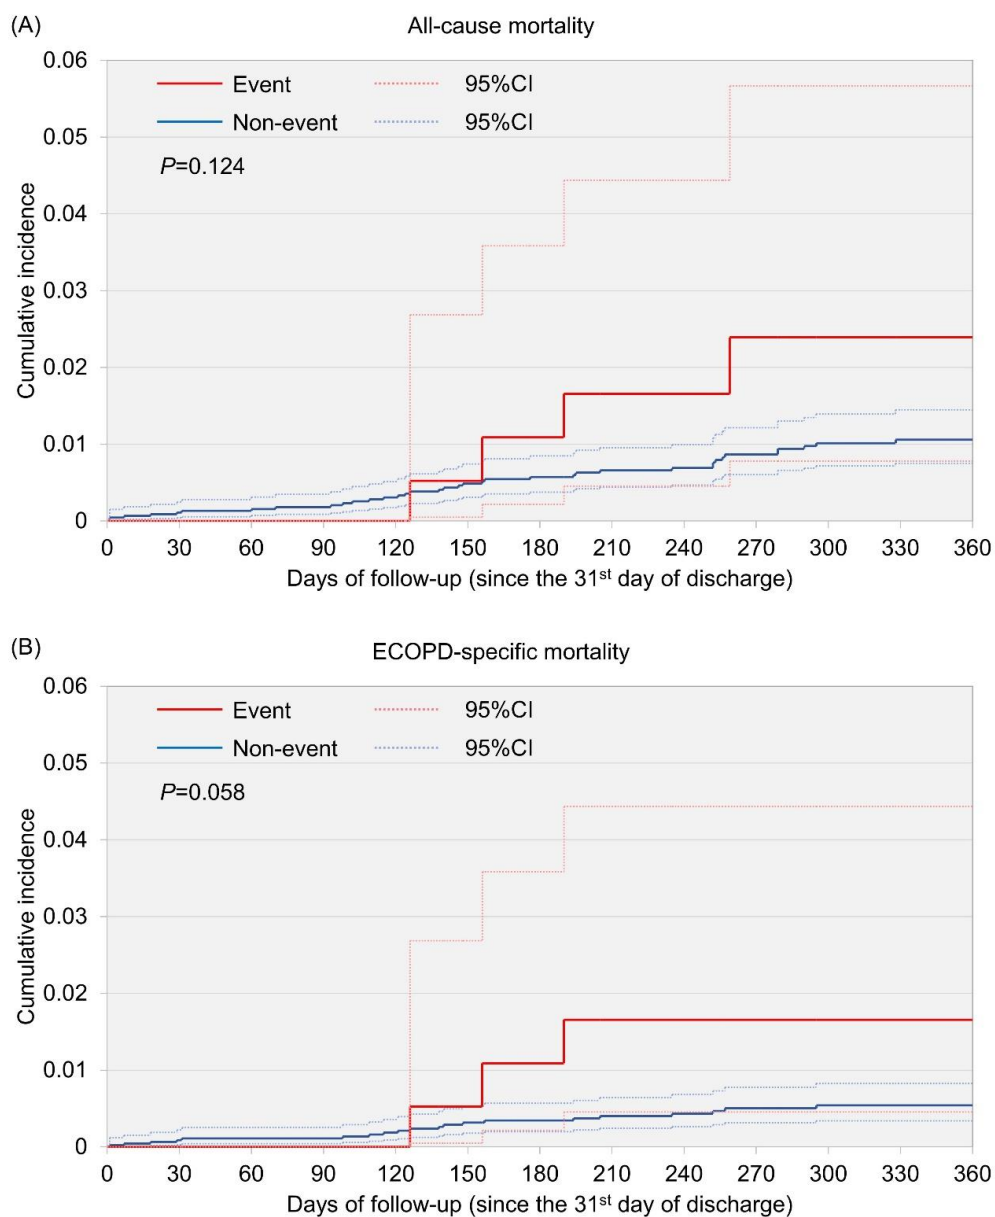 (A)
All-cause mortality
0.06
0.05
0.04
0.03
0.02
0.01
0
Cumulative incidence
Event 95%CI
Non-event 95%CI
P=0.124
0 30 60 90 120 150 180 210 240 270 300 330 360
Days of follow-up (since the 31st day of discharge)
(B)
ECOPD-specific mortality
0.06
0.05
0.04
0.03
0.02
0.01
0
Cumulative incidence
Event 95%CI
Non-event 95%CI
P=0.058
0 30 60 90 120 150 180 210 240 270 300 330 360
Days of follow-up (since the 31st day of discharge)